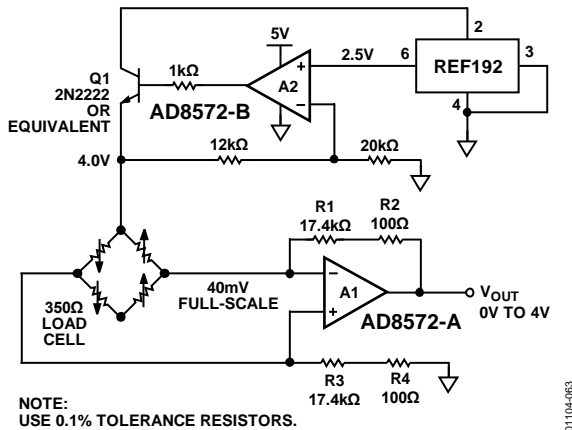 2
5V
1kΩ
6
2.5V
3
REF192
Q1
2N2222
OR
EQUIVALENT
A2
+
−
4
AD8572-B
12kΩ
20kΩ
4.0V
R1
17.4kΩ
R2
100Ω
40mV
FULL-SCALE
−
A1
+
VOUT
0V TO 4V
350Ω
LOAD
CELL
AD8572-A
R3
17.4kΩ
R4
100Ω
NOTE:
USE 0.1% TOLERANCE RESISTORS.
01104-063